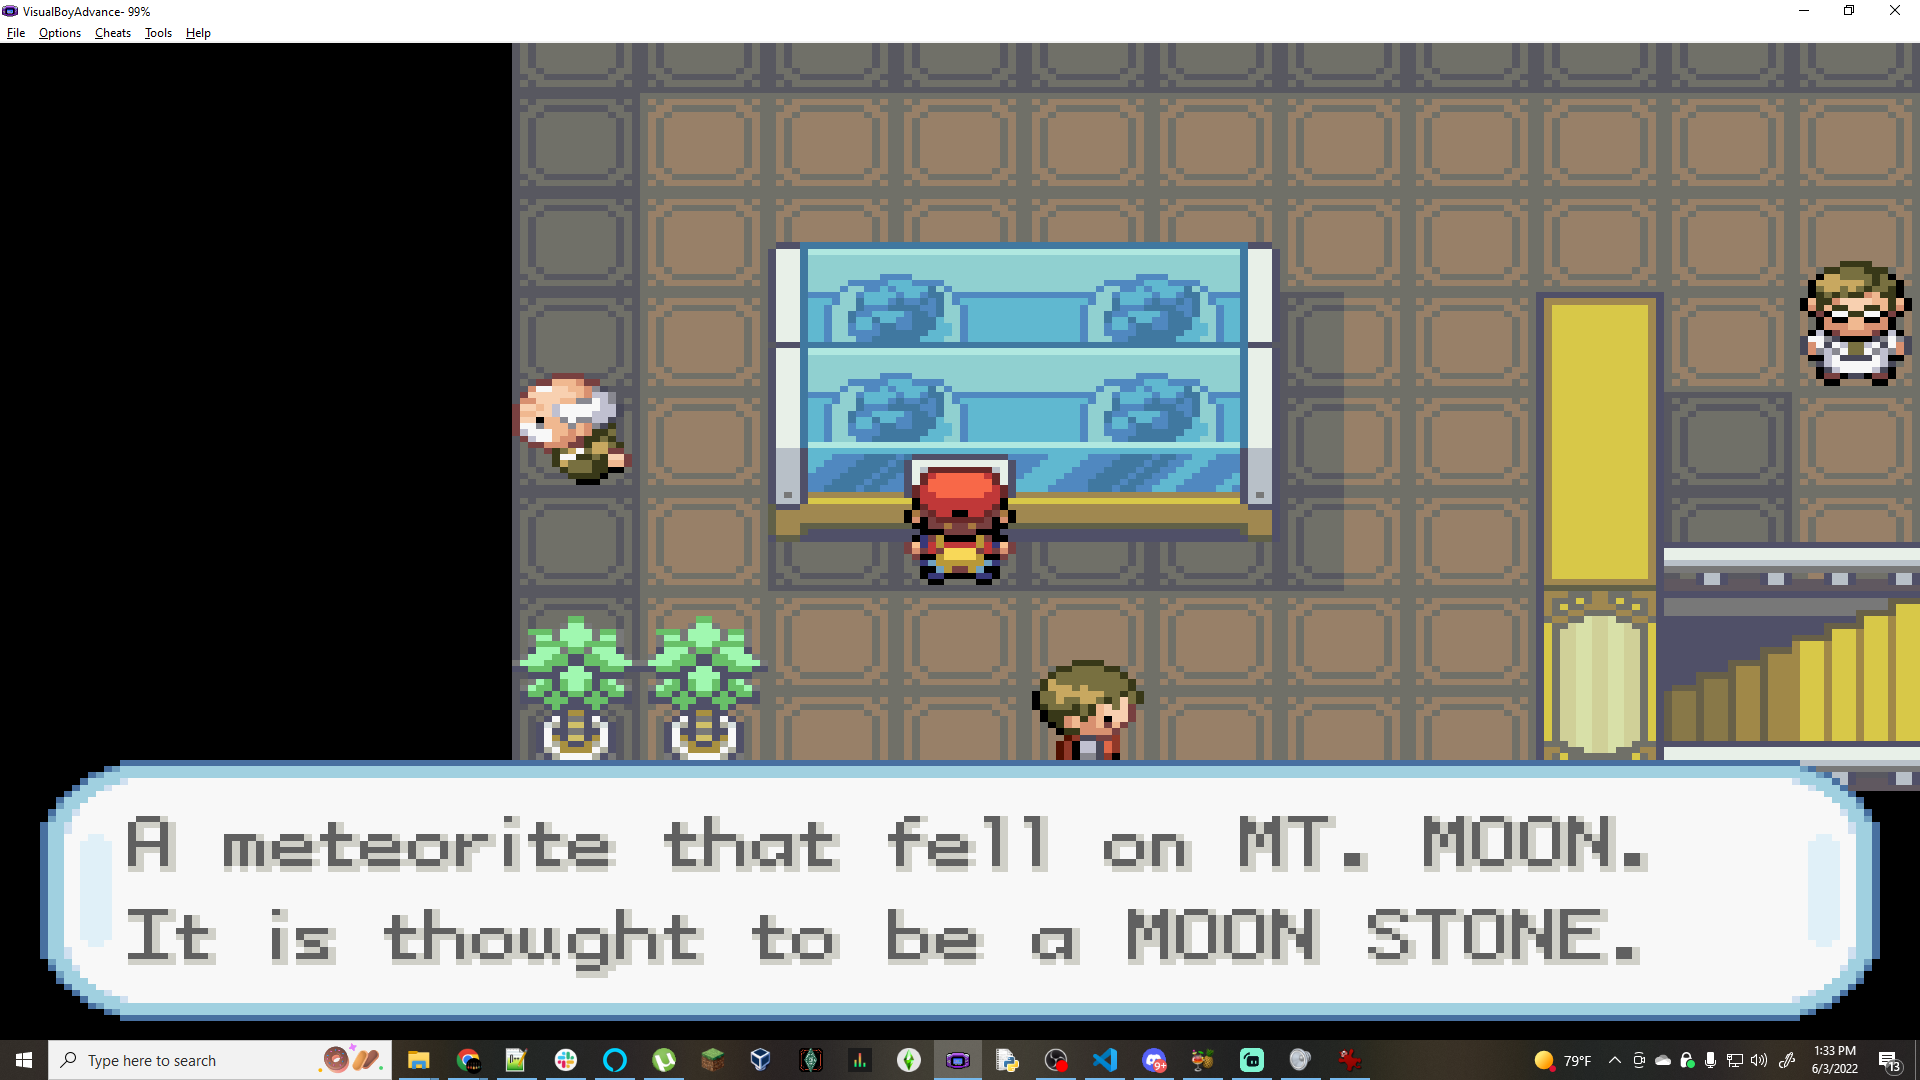 VisualBoyAdvance- 99%
File Options Cheats Tools Help
A meteorite that fell on MT. MOON.
It is thought to be a MOON STONE.
Type here to search
9+
79°F
1:33 PM
6/3/2022
13